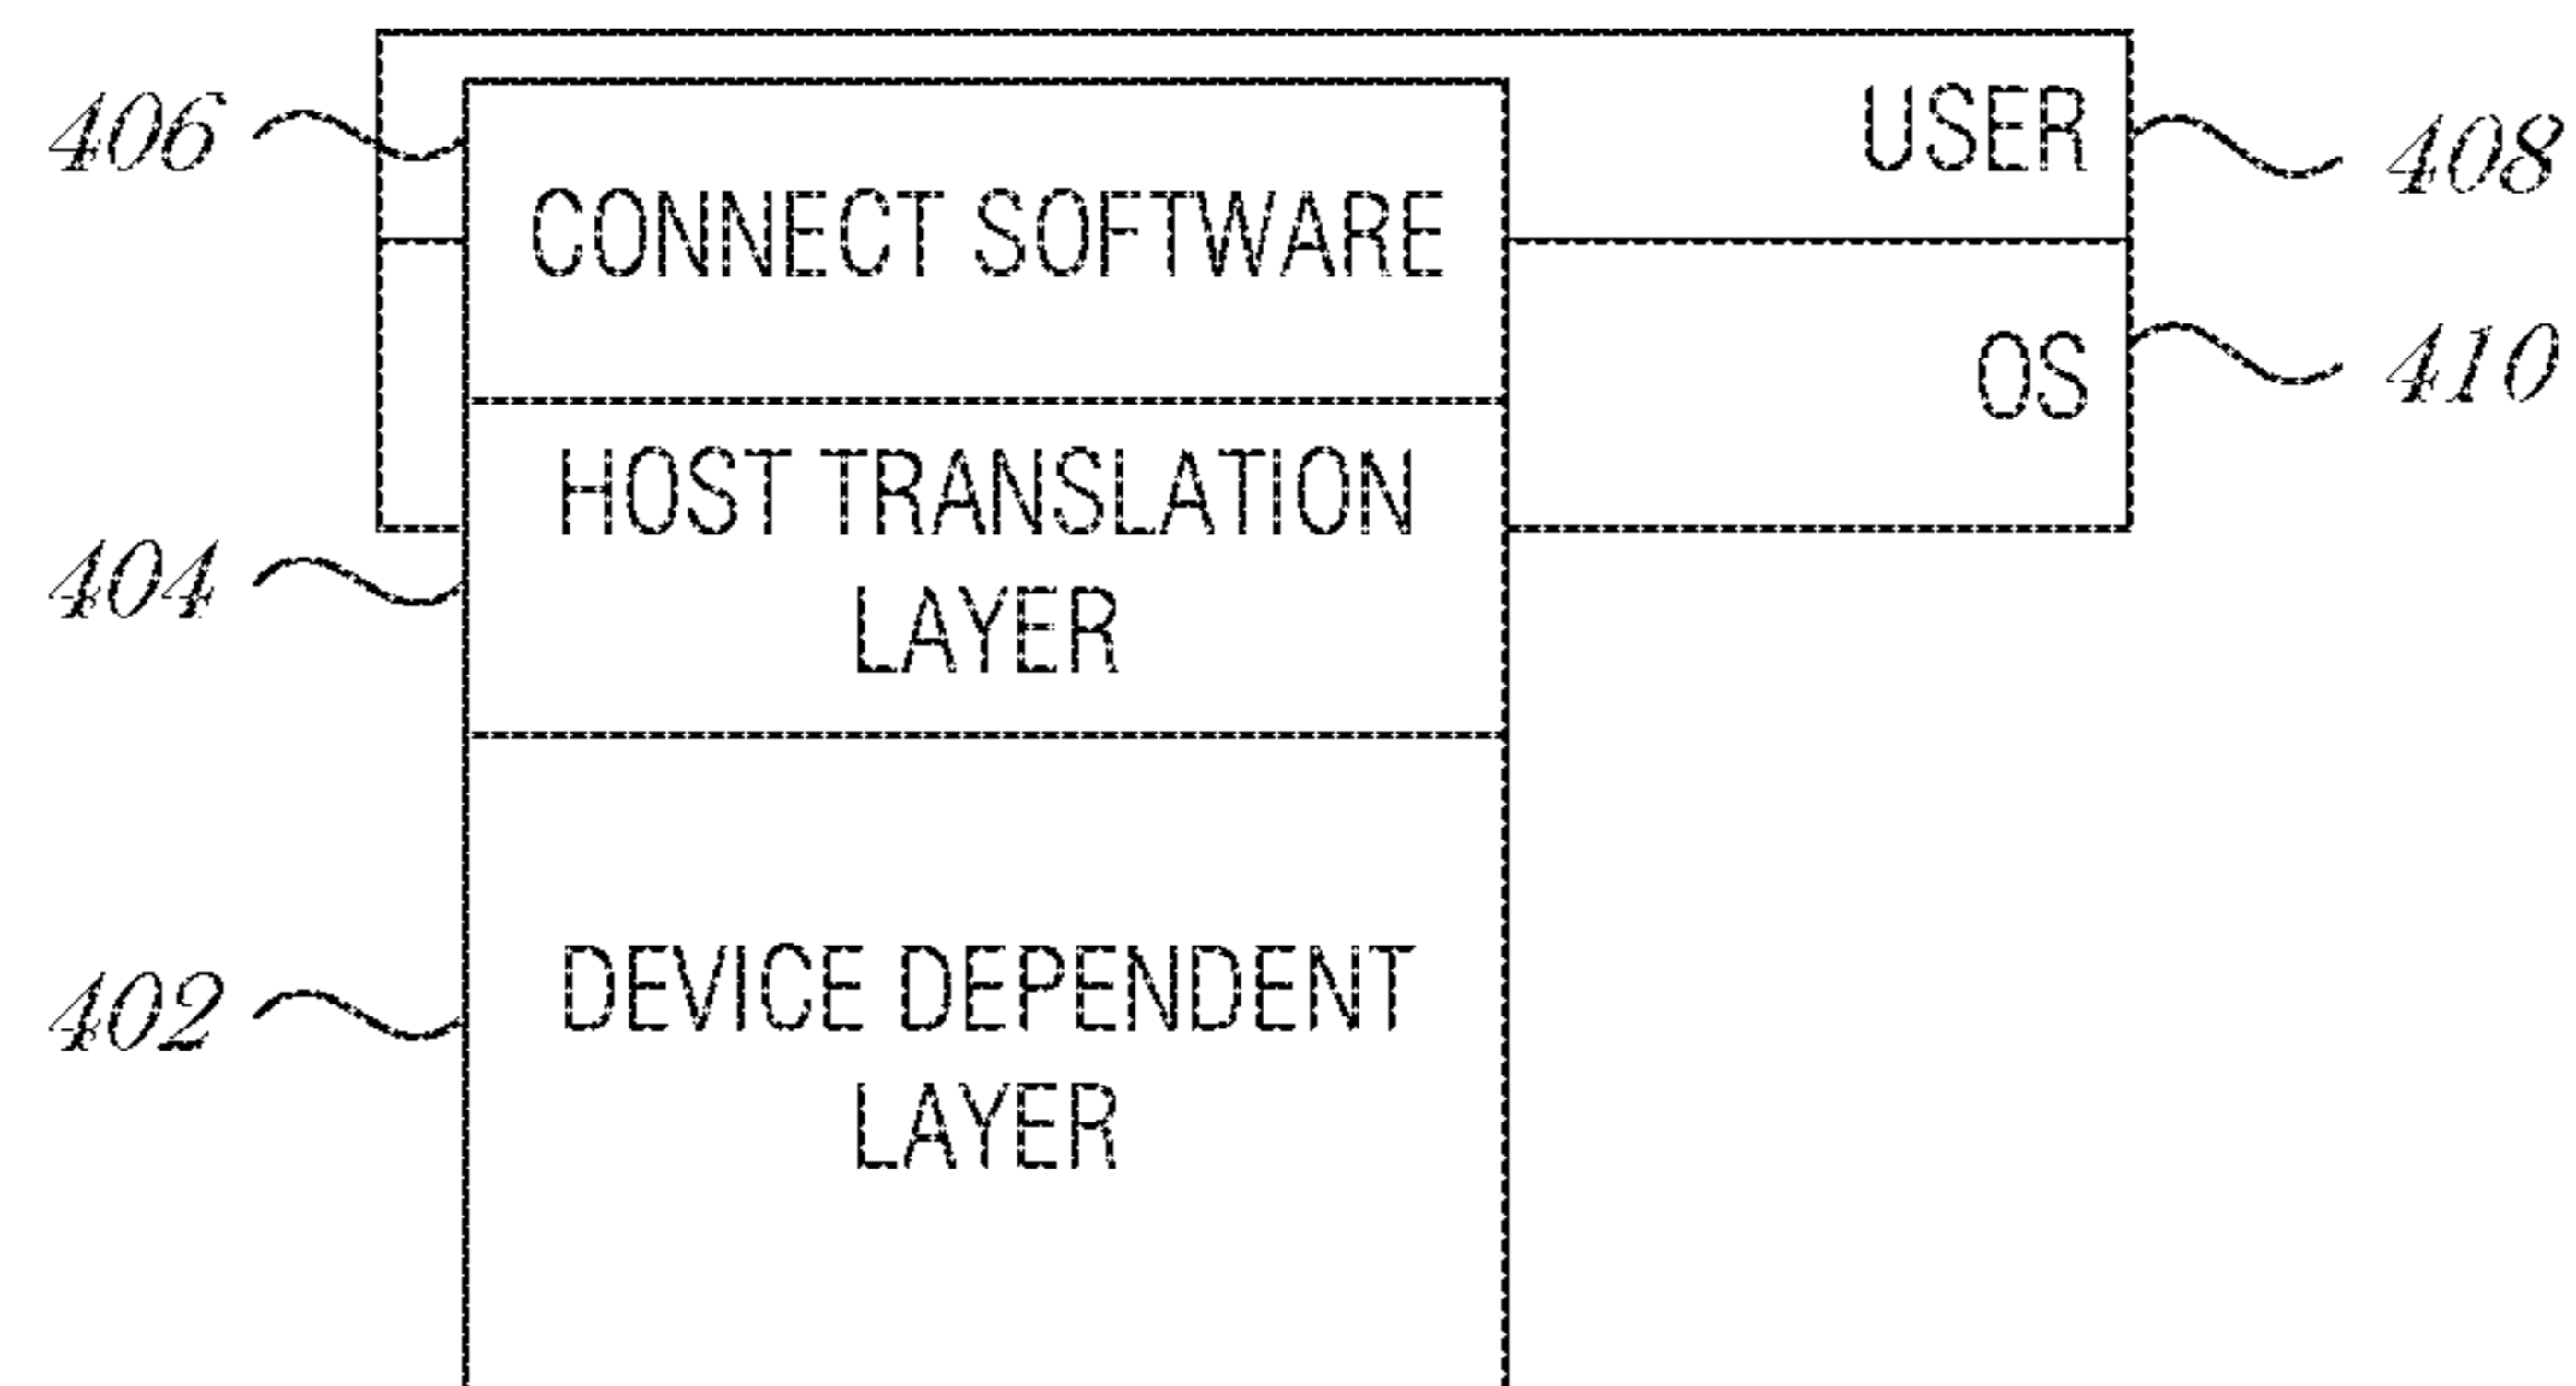 406
USER
408
CONNECT SOFTWARE
OS
410
HOST TRANSLATION
LAYER
404
DEVICE DEPENDENT
LAYER
402